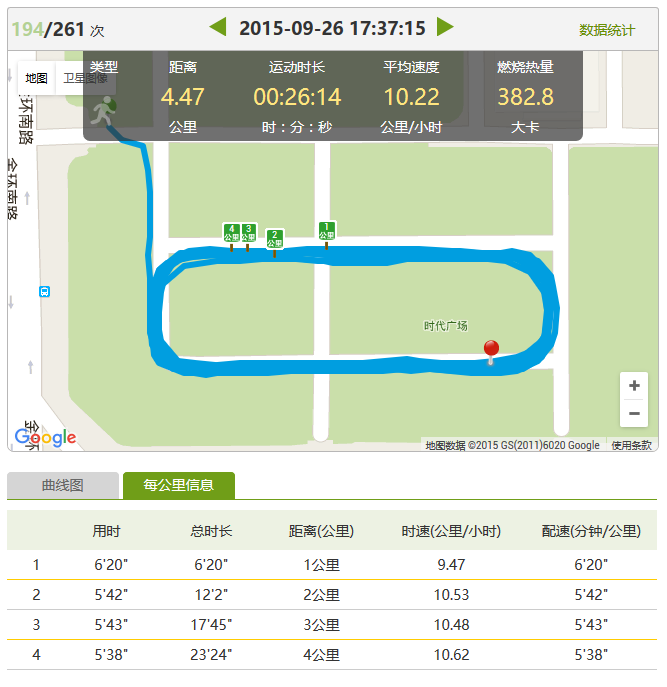 194/261 次
2015-09-26 17:37:15
数据统计
地图
卫星图像
类型 距离 运动时长 平均速度 燃烧热量
4.47 00:26:14 10.22 382.8
公里 时:分:秒 公里/小时 大卡
环南路
金环南路
4 公里
3 公里
2 公里
1 公里
时代广场
+
−
金环
Google
地图数据 ©2015 GS(2011)6020 Google 使用条款
曲线图 每公里信息
用时 总时长 距离(公里) 时速(公里/小时) 配速(分钟/公里)
1 6'20" 6'20" 1公里 9.47 6'20"
2 5'42" 12'2" 2公里 10.53 5'42"
3 5'43" 17'45" 3公里 10.48 5'43"
4 5'38" 23'24" 4公里 10.62 5'38"